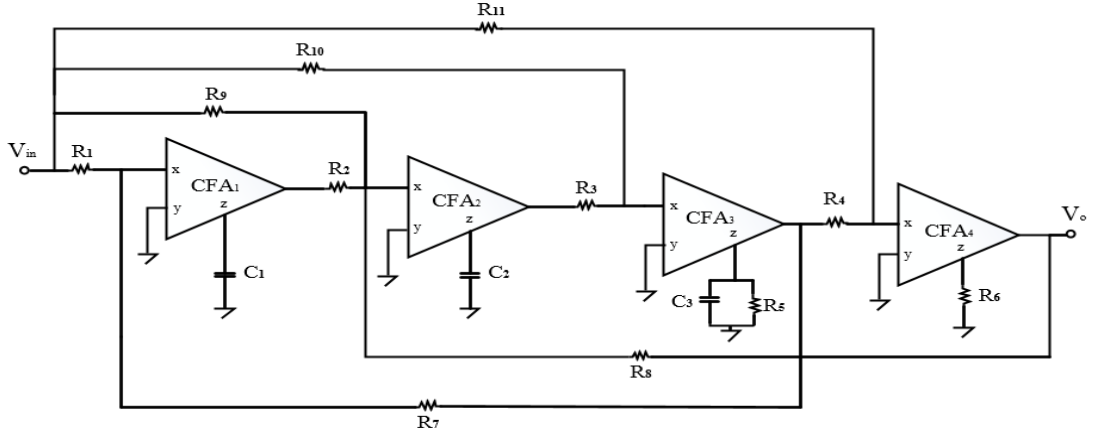 R11
R10
R9
Vin
R1
x
CFA1
y
z
C1
R2
x
CFA2
y
z
C2
R3
x
CFA3
y
z
C3
R5
R4
x
CFA4
y
z
R6
Vo
R8
R7